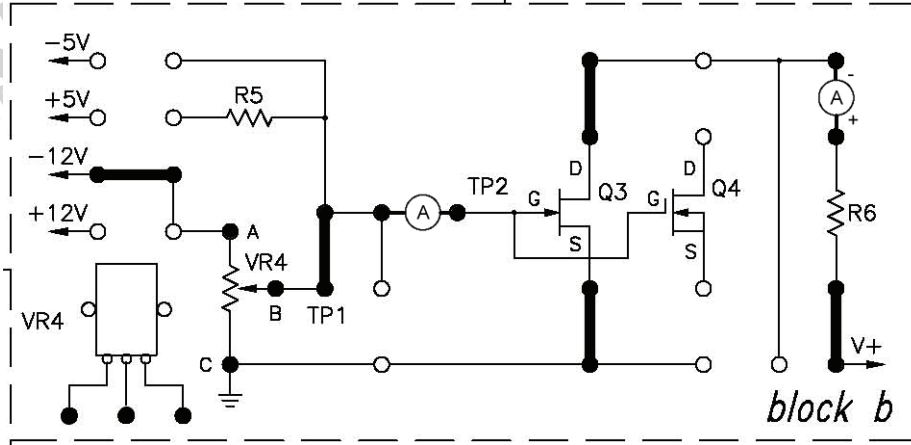 -5V
+5V
R5
-12V
+12V
A
VR4
B
TP1
C
VR4
A
TP2
G
D
Q3
S
G
D
Q4
S
-
A
+
R6
V+
block b